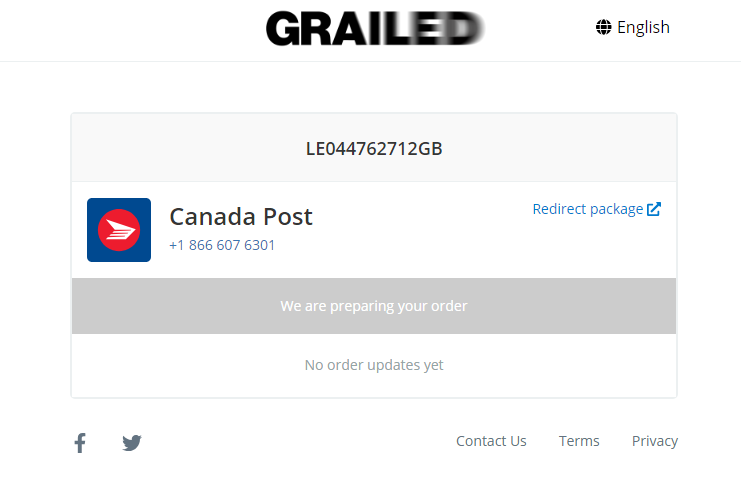 GRAILED
English
LE044762712GB
Canada Post
Redirect package
+1 866 607 6301
We are preparing your order
No order updates yet
Contact Us
Terms
Privacy